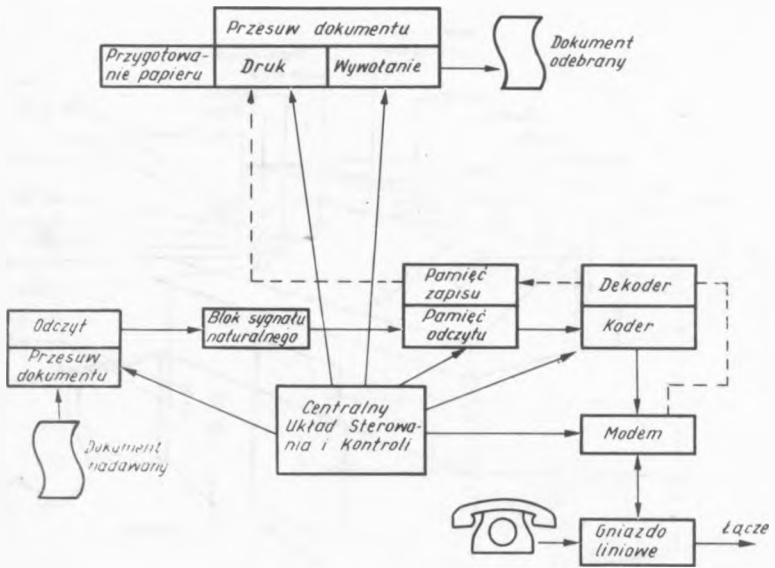 Przesuw dokumentu
Przygotowa-
nie papieru
Druk
Wywołanie
Dokument
odebrany
Pamięć
zapisu
Dekoder
Odczyt
Blok sygnału
naturalnego
Pamięć
odczytu
Koder
Przesuw
dokumentu
Centralny
Układ Sterowa-
nia i Kontroli
Modem
Dokument
nadawany
Gniazdo
liniowe
Łącze